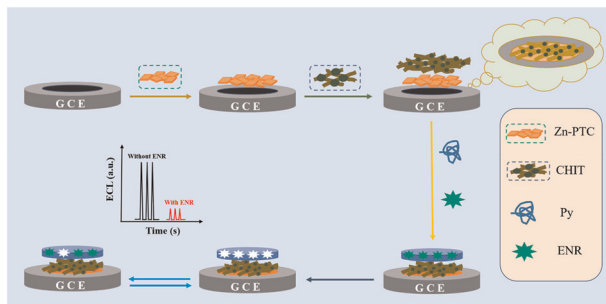 G C E
G C E
G C E
Zn-PTC
CHIT
Py
ENR
Without ENR
With ENR
ECL (a.u.)
Time (s)
G C E
G C E
G C E